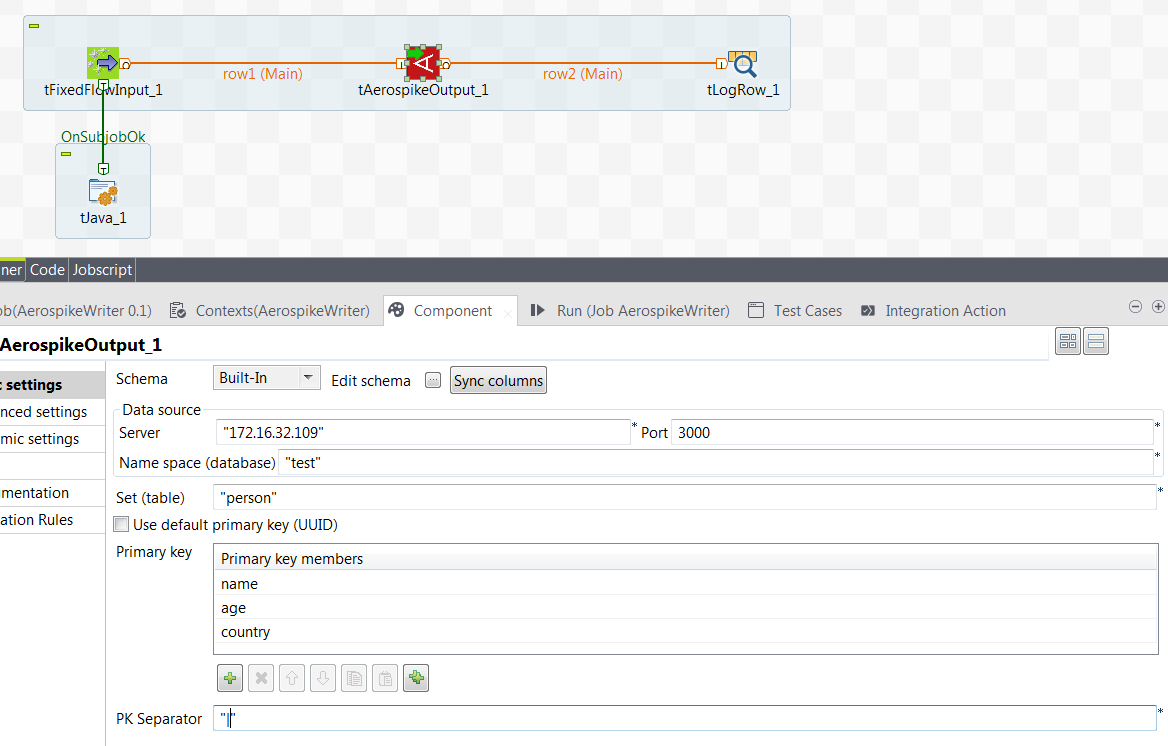 row1 (Main)
row2 (Main)
tFixedFlowInput_1
tAerospikeOutput_1
tLogRow_1
OnSubjobOk
tJava_1
ner
Code
Jobscript
ob(AerospikeWriter 0.1)
Contexts(AerospikeWriter)
Component
Run (Job AerospikeWriter)
Test Cases
Integration Action
AerospikeOutput_1
c settings
nced settings
mic settings
mentation
ation Rules
Schema
Built-In
Edit schema
...
Sync columns
Data source
Server
"172.16.32.109"
*
Port
3000
*
Name space (database)
"test"
*
Set (table)
"person"
*
Use default primary key (UUID)
Primary key
Primary key members
name
age
country
PK Separator
"|"
*